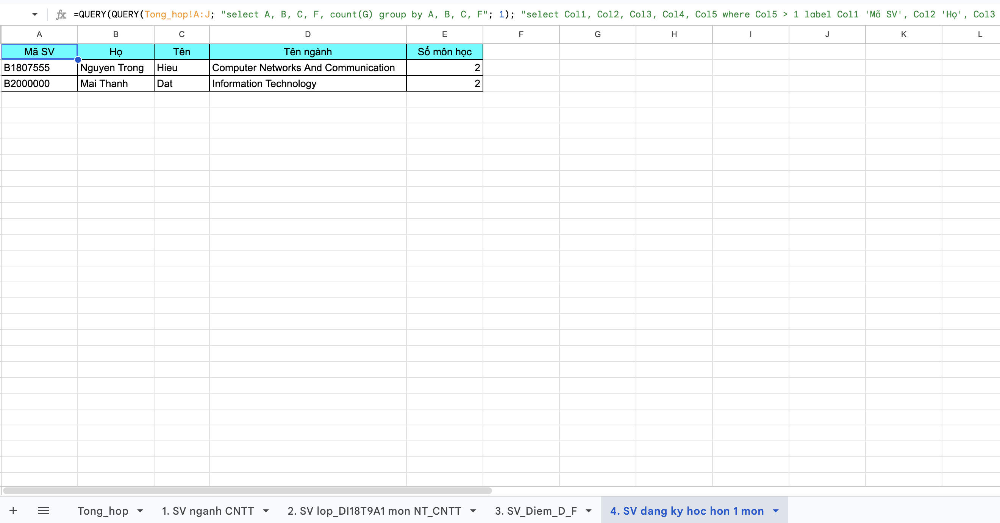 =QUERY(QUERY(Tong_hop!A:J; "select A, B, C, F, count(G) group by A, B, C, F"; 1); "select Col1, Col2, Col3, Col4, Col5 where Col5 > 1 label Col1 'Mã SV', Col2 'Họ', Col3
A B C D E F G H I J K L
Mã SV Họ Tên Tên ngành Số môn học
B1807555 Nguyen Trong Hieu Computer Networks And Communication 2
B2000000 Mai Thanh Dat Information Technology 2
Tong_hop 1. SV nganh CNTT 2. SV lop_DI18T9A1 mon NT_CNTT 3. SV_Diem_D_F 4. SV dang ky hoc hon 1 mon